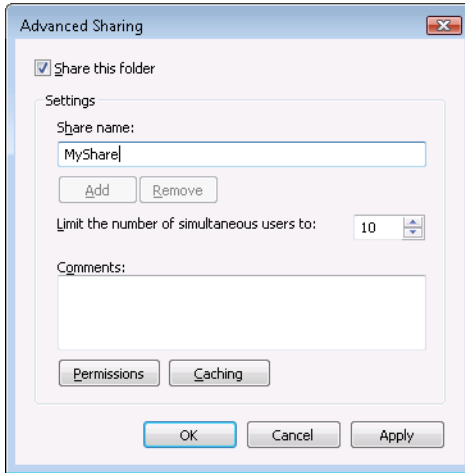 Advanced Sharing
Share this folder
Settings
Share name:
MyShare
Add Remove
Limit the number of simultaneous users to: 10
Comments:
Permissions Caching
OK Cancel Apply